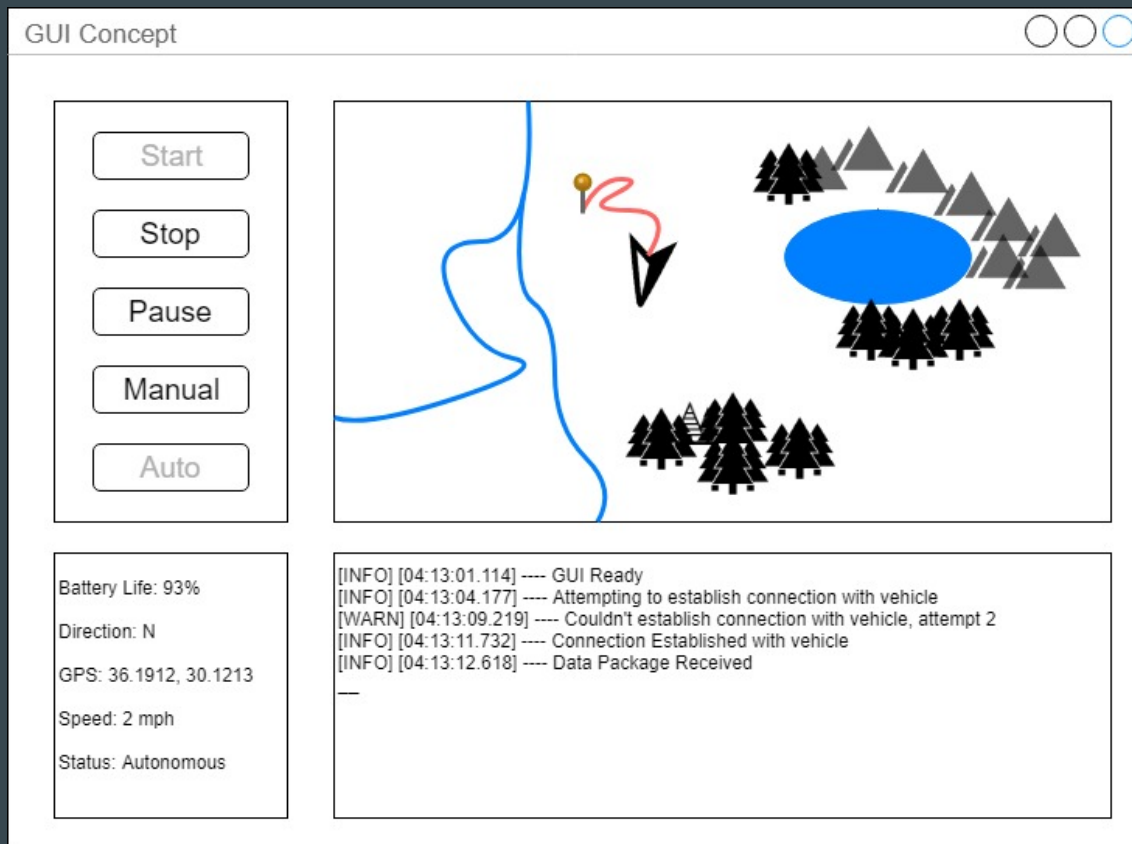 GUI Concept
Start
Stop
Pause
Manual
Auto
Battery Life: 93%
Direction: N
GPS: 36.1912, 30.1213
Speed: 2 mph
Status: Autonomous
[INFO] [04:13:01.114] ---- GUI Ready
[INFO] [04:13:04.177] ---- Attempting to establish connection with vehicle
[WARN] [04:13:09.219] ---- Couldn't establish connection with vehicle, attempt 2
[INFO] [04:13:11.732] ---- Connection Established with vehicle
[INFO] [04:13:12.618] ---- Data Package Received
__